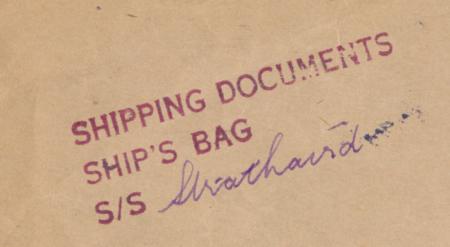 SHIPPING DOCUMENTS
SHIP'S BAG
S/S Strathaird